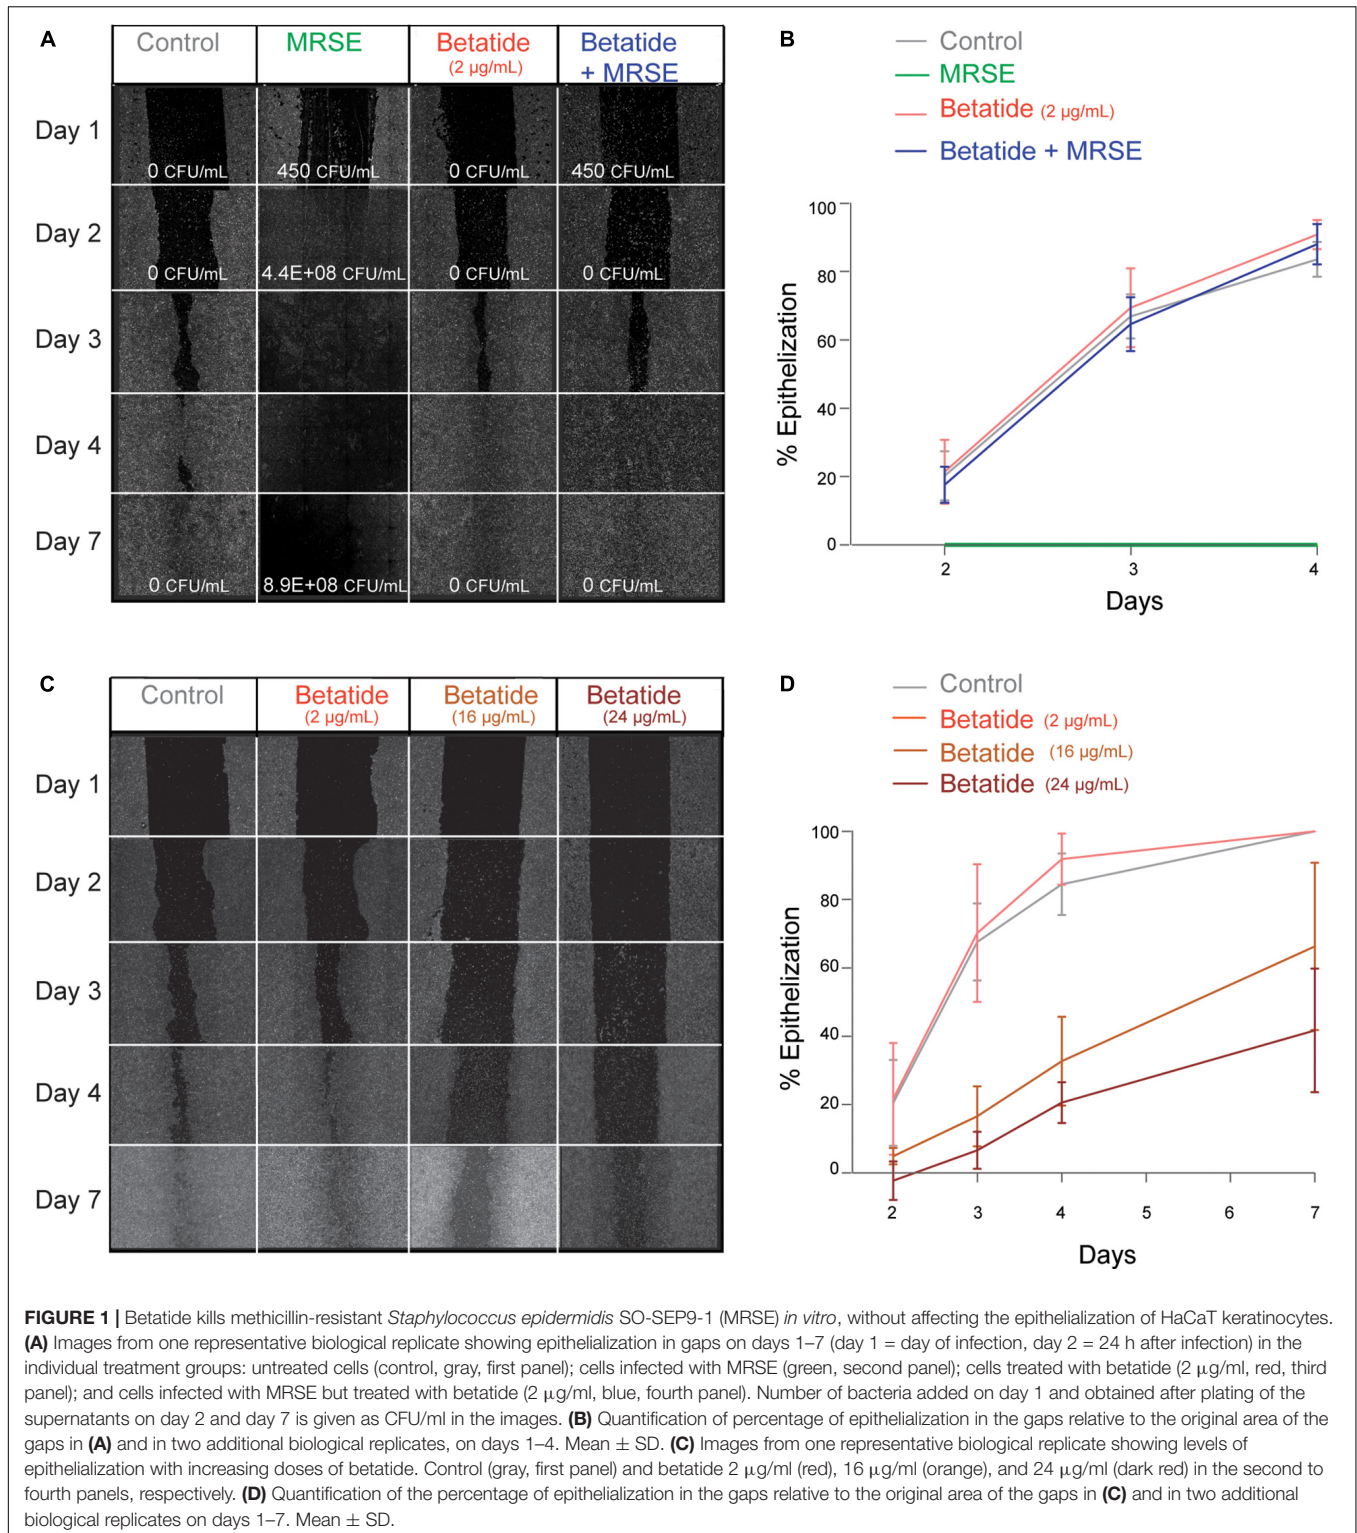 A
Control
MRSE
Betatide
(2 µg/mL)
Betatide
+ MRSE
Day 1
0 CFU/mL
450 CFU/mL
0 CFU/mL
450 CFU/mL
Day 2
0 CFU/mL
4.4E+08 CFU/mL
0 CFU/mL
0 CFU/mL
Day 3
Day 4
Day 7
0 CFU/mL
8.9E+08 CFU/mL
0 CFU/mL
0 CFU/mL
B
Control
MRSE
Betatide (2 µg/mL)
Betatide + MRSE
% Epithelization
100
80
60
40
20
0
2
3
4
Days
C
Control
Betatide
(2 µg/mL)
Betatide
(16 µg/mL)
Betatide
(24 µg/mL)
Day 1
Day 2
Day 3
Day 4
Day 7
D
Control
Betatide (2 µg/mL)
Betatide (16 µg/mL)
Betatide (24 µg/mL)
% Epithelization
100
80
60
40
20
0
2
3
4
5
6
7
Days
FIGURE 1 | Betatide kills methicillin-resistant Staphylococcus epidermidis SO-SEP9-1 (MRSE) in vitro, without affecting the epithelialization of HaCaT keratinocytes.
(A) Images from one representative biological replicate showing epithelialization in gaps on days 1–7 (day 1 = day of infection, day 2 = 24 h after infection) in the
individual treatment groups: untreated cells (control, gray, first panel); cells infected with MRSE (green, second panel); cells treated with betatide (2 µg/ml, red, third
panel); and cells infected with MRSE but treated with betatide (2 µg/ml, blue, fourth panel). Number of bacteria added on day 1 and obtained after plating of the
supernatants on day 2 and day 7 is given as CFU/ml in the images. (B) Quantification of percentage of epithelialization in the gaps relative to the original area of the
gaps in (A) and in two additional biological replicates, on days 1–4. Mean ± SD. (C) Images from one representative biological replicate showing levels of
epithelialization with increasing doses of betatide. Control (gray, first panel) and betatide 2 µg/ml (red), 16 µg/ml (orange), and 24 µg/ml (dark red) in the second to
fourth panels, respectively. (D) Quantification of the percentage of epithelialization in the gaps relative to the original area of the gaps in (C) and in two additional
biological replicates on days 1–7. Mean ± SD.